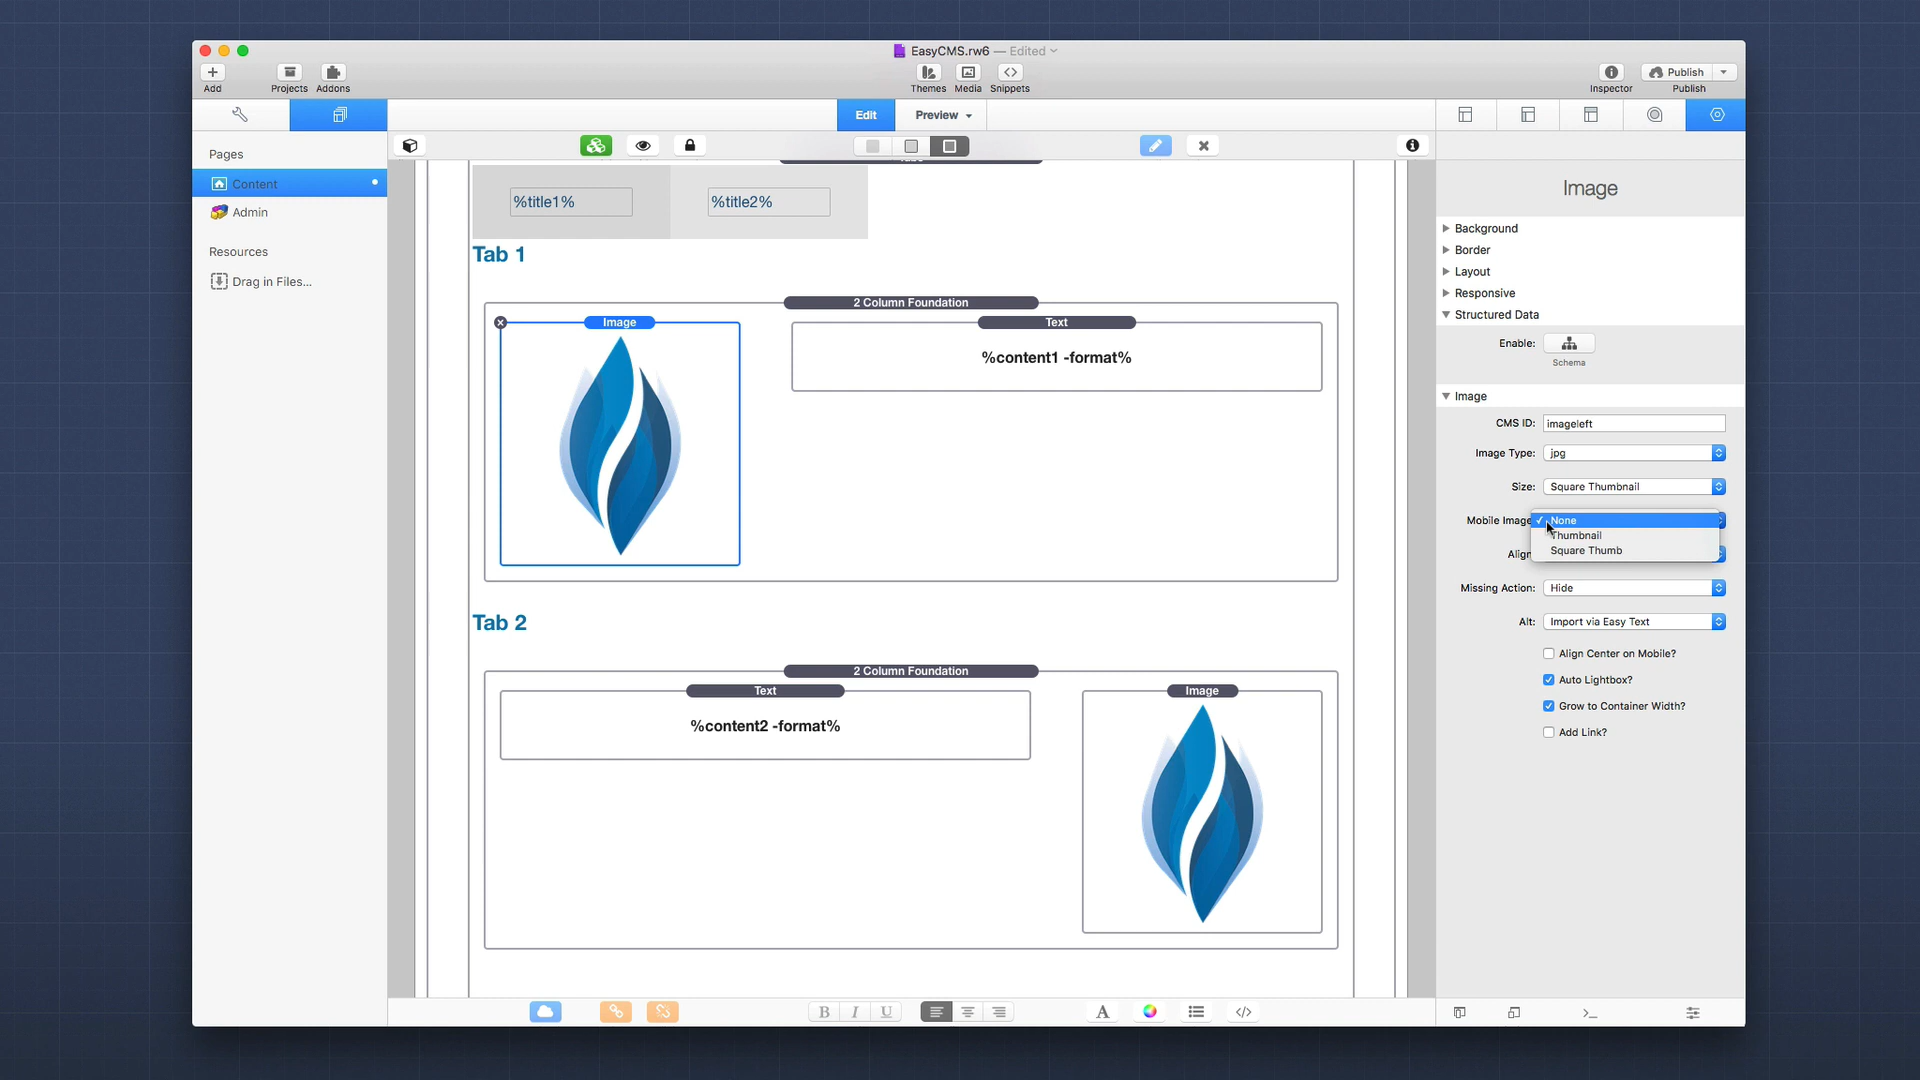 EasyCMS.rw6 — Edited
Add
Projects
Addons
Themes
Media
Snippets
Inspector
Publish
Publish
Edit
Preview
Pages
Content
Admin
Resources
Drag in Files...
%title1%
%title2%
Tab 1
2 Column Foundation
Image
Text
%content1 -format%
Tab 2
2 Column Foundation
Text
Image
%content2 -format%
B I U
A
Image
Background
Border
Layout
Responsive
Structured Data
Enable:
Schema
Image
CMS ID: imageleft
Image Type: jpg
Size: Square Thumbnail
Mobile Image
None
Thumbnail
Square Thumb
Align
Missing Action: Hide
Alt: Import via Easy Text
Align Center on Mobile?
Auto Lightbox?
Grow to Container Width?
Add Link?